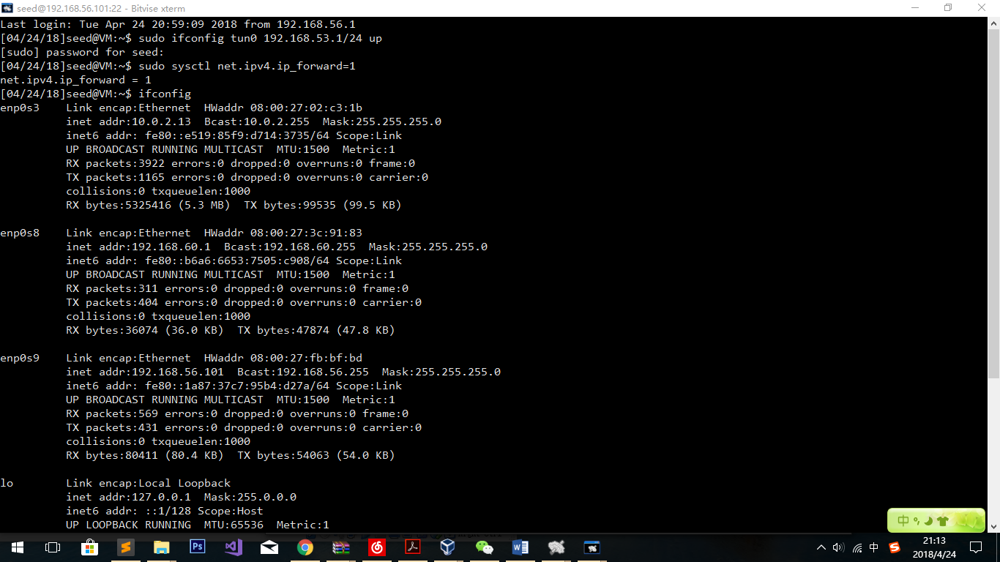 seed@192.168.56.101:22 - Bitvise xterm
Last login: Tue Apr 24 20:59:09 2018 from 192.168.56.1
[04/24/18]seed@VM:~$ sudo ifconfig tun0 192.168.53.1/24 up
[sudo] password for seed:
[04/24/18]seed@VM:~$ sudo sysctl net.ipv4.ip_forward=1
net.ipv4.ip_forward = 1
[04/24/18]seed@VM:~$ ifconfig
enp0s3    Link encap:Ethernet  HWaddr 08:00:27:02:c3:1b
          inet addr:10.0.2.13  Bcast:10.0.2.255  Mask:255.255.255.0
          inet6 addr: fe80::e519:85f9:d714:3735/64 Scope:Link
          UP BROADCAST RUNNING MULTICAST  MTU:1500  Metric:1
          RX packets:3922 errors:0 dropped:0 overruns:0 frame:0
          TX packets:1165 errors:0 dropped:0 overruns:0 carrier:0
          collisions:0 txqueuelen:1000
          RX bytes:5325416 (5.3 MB)  TX bytes:99535 (99.5 KB)
enp0s8    Link encap:Ethernet  HWaddr 08:00:27:3c:91:83
          inet addr:192.168.60.1  Bcast:192.168.60.255  Mask:255.255.255.0
          inet6 addr: fe80::b6a6:6653:7505:c908/64 Scope:Link
          UP BROADCAST RUNNING MULTICAST  MTU:1500  Metric:1
          RX packets:311 errors:0 dropped:0 overruns:0 frame:0
          TX packets:404 errors:0 dropped:0 overruns:0 carrier:0
          collisions:0 txqueuelen:1000
          RX bytes:36074 (36.0 KB)  TX bytes:47874 (47.8 KB)
enp0s9    Link encap:Ethernet  HWaddr 08:00:27:fb:bf:bd
          inet addr:192.168.56.101  Bcast:192.168.56.255  Mask:255.255.255.0
          inet6 addr: fe80::1a87:37c7:95b4:d27a/64 Scope:Link
          UP BROADCAST RUNNING MULTICAST  MTU:1500  Metric:1
          RX packets:569 errors:0 dropped:0 overruns:0 frame:0
          TX packets:431 errors:0 dropped:0 overruns:0 carrier:0
          collisions:0 txqueuelen:1000
          RX bytes:80411 (80.4 KB)  TX bytes:54063 (54.0 KB)
lo        Link encap:Local Loopback
          inet addr:127.0.0.1  Mask:255.0.0.0
          inet6 addr: ::1/128 Scope:Host
          UP LOOPBACK RUNNING  MTU:65536  Metric:1
中
Ps
中
21:13
2018/4/24